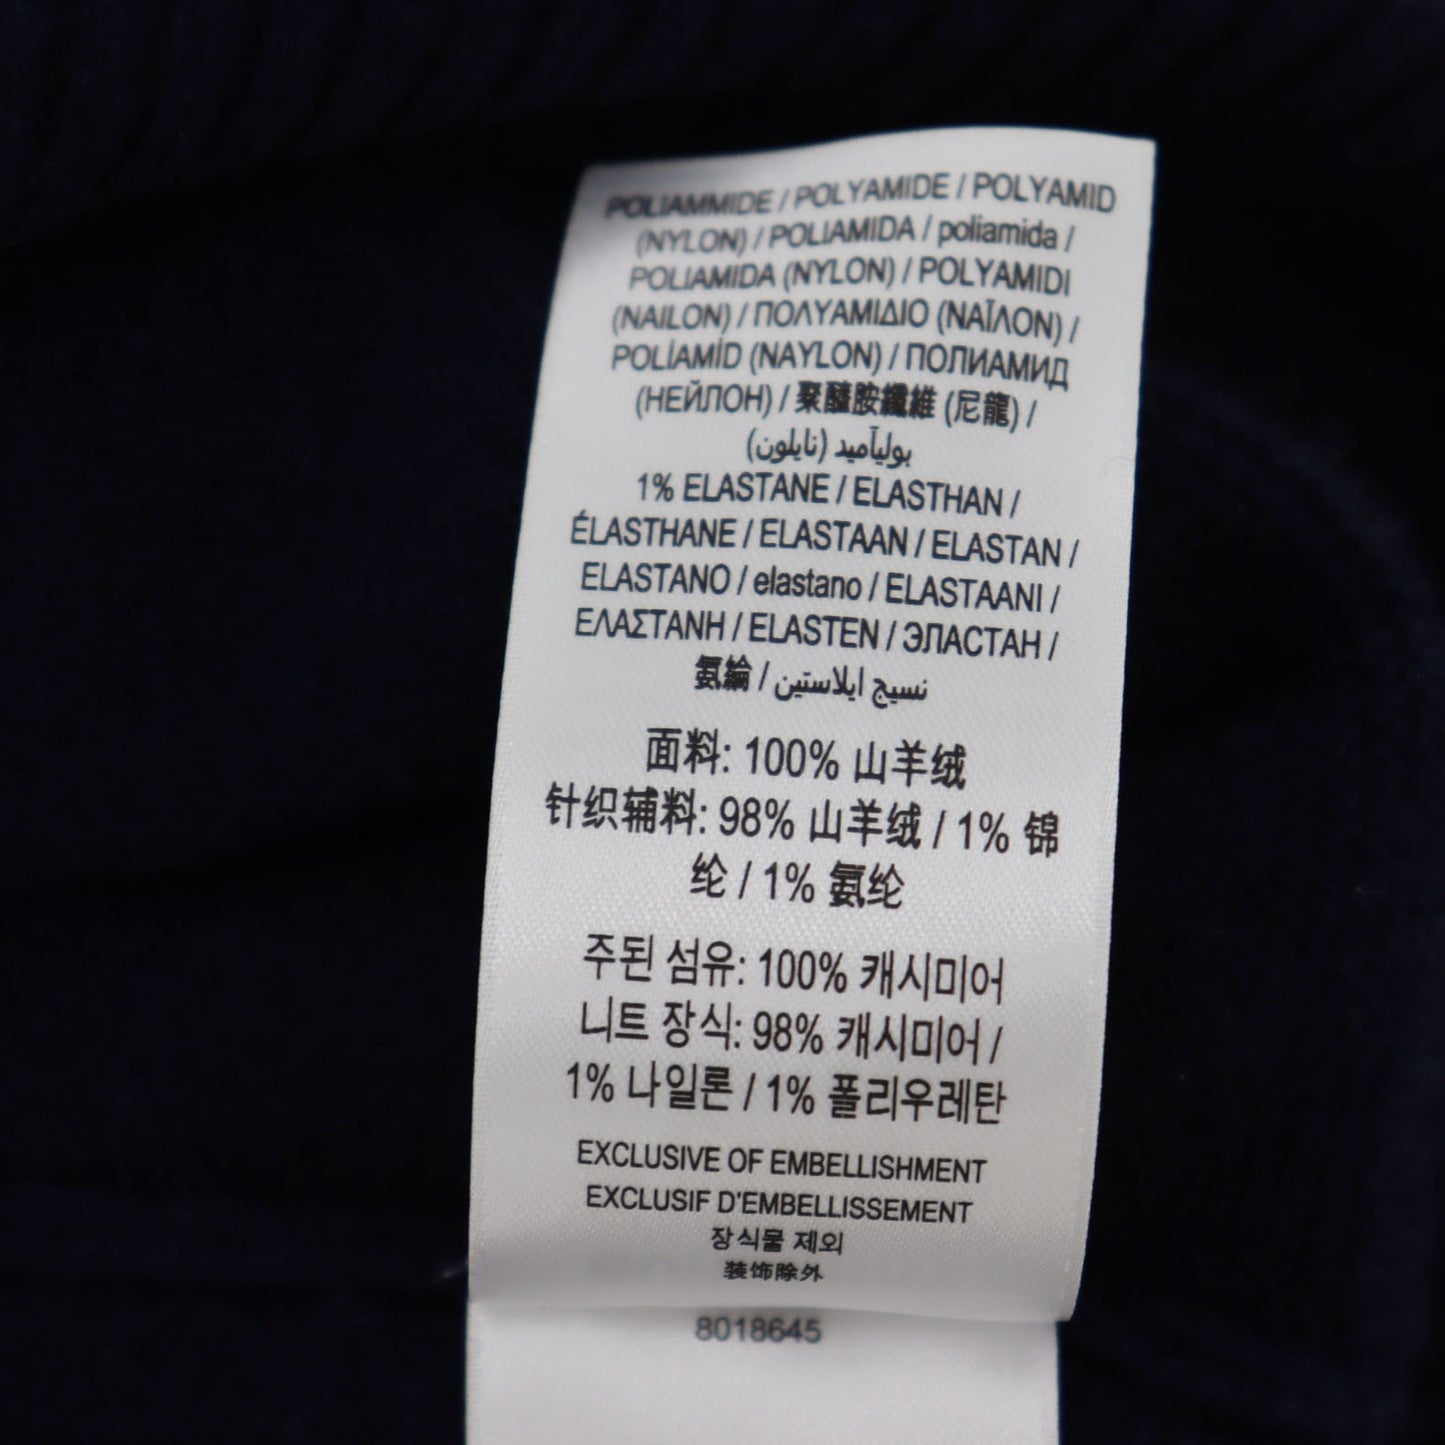 POLIAMMIDE / POLYAMIDE / POLYAMID
(NYLON) / POLIAMIDA / poliamida /
POLIAMIDA (NYLON) / POLYAMIDI
(NAILON) / ΠΟΛΥΑΜΙΔΙΟ (ΝΑΪΛΟΝ) /
POLİAMİD (NAYLON) / ПОЛИАМИД
(НЕЙЛОН) / 聚醯胺纖維 (尼龍) /
بوليآميد (نايلون)
1% ELASTANE / ELASTHAN /
ÉLASTHANE / ELASTAAN / ELASTAN /
ELASTANO / elastano / ELASTAANI /
ΕΛΑΣΤΑΝΗ / ELASTEN / ЭЛАСТАН /
氨綸 / نسيج ايلاستين
面料: 100% 山羊绒
针织辅料: 98% 山羊绒 / 1% 锦
纶 / 1% 氨纶
주된 섬유: 100% 캐시미어
니트 장식: 98% 캐시미어 /
1% 나일론 / 1% 폴리우레탄
EXCLUSIVE OF EMBELLISHMENT
EXCLUSIF D'EMBELLISSEMENT
장식물 제외
装饰除外
8018645